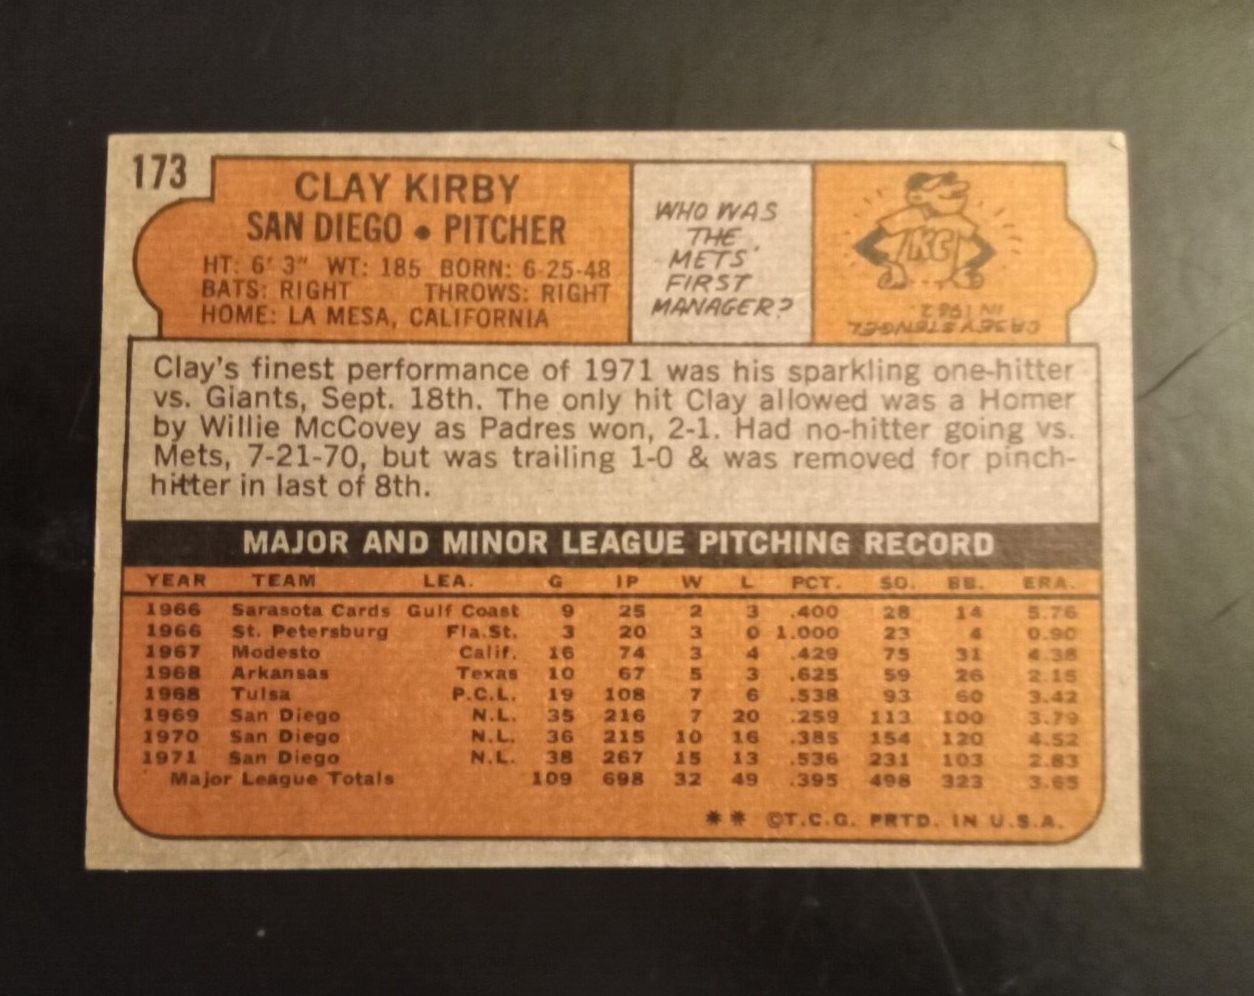 173
CLAY KIRBY
SAN DIEGO • PITCHER
HT: 6' 3" WT: 185 BORN: 6-25-48
BATS: RIGHT THROWS: RIGHT
HOME: LA MESA, CALIFORNIA
WHO WAS
THE
METS'
FIRST
MANAGER?
KC
CASEY STENGEL
IN 1962.
Clay's finest performance of 1971 was his sparkling one-hitter
vs. Giants, Sept. 18th. The only hit Clay allowed was a Homer
by Willie McCovey as Padres won, 2-1. Had no-hitter going vs.
Mets, 7-21-70, but was trailing 1-0 & was removed for pinch-
hitter in last of 8th.
MAJOR AND MINOR LEAGUE PITCHING RECORD
YEAR TEAM LEA. G IP W L PCT. SO. BB. ERA.
1966 Sarasota Cards Gulf Coast 9 25 2 3 .400 28 14 5.76
1966 St. Petersburg Fla.St. 3 20 3 0 1.000 23 4 0.90
1967 Modesto Calif. 16 74 3 4 .429 75 31 4.38
1968 Arkansas Texas 10 67 5 3 .625 59 26 2.15
1968 Tulsa P.C.L. 19 108 7 6 .538 93 60 3.42
1969 San Diego N.L. 35 216 7 20 .259 113 100 3.79
1970 San Diego N.L. 36 215 10 16 .385 154 120 4.52
1971 San Diego N.L. 38 267 15 13 .536 231 103 2.83
Major League Totals 109 698 32 49 .395 498 323 3.65
** ©T.C.G. PRTD. IN U.S.A.